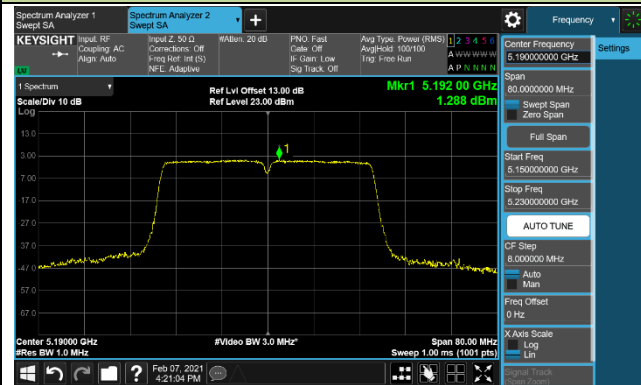 Spectrum Analyzer 1
Swept SA
Spectrum Analyzer 2
Swept SA
Frequency
KEYSIGHT
Input: RF
Coupling: AC
Align: Auto
Input Z: 50 Ω
Corrections: Off
Freq Ref: Int (S)
NFE: Adaptive
#Atten: 20 dB
PNO: Fast
Gate: Off
IF Gain: Low
Sig Track: Off
Avg Type: Power (RMS)
Avg|Hold: 100/100
Trig: Free Run
1 2 3 4 5 6
A W W W W W
A P N N N N
LXI
1 Spectrum
Scale/Div 10 dB
Log
Ref Lvl Offset 13.00 dB
Ref Level 23.00 dBm
Mkr1 5.192 00 GHz
1.288 dBm
13.0
3.00
-7.00
-17.0
-27.0
-37.0
-47.0
-57.0
-67.0
1
Center 5.19000 GHz
#Res BW 1.0 MHz
#Video BW 3.0 MHz*
Span 80.00 MHz
Sweep 1.00 ms (1001 pts)
Center Frequency
5.190000000 GHz
Settings
Span
80.0000000 MHz
Swept Span
Zero Span
Full Span
Start Freq
5.150000000 GHz
Stop Freq
5.230000000 GHz
AUTO TUNE
CF Step
8.000000 MHz
Auto
Man
Freq Offset
0 Hz
X Axis Scale
Log
Lin
Signal Track
(Span Zoom)
?
Feb 07, 2021
4:21:04 PM